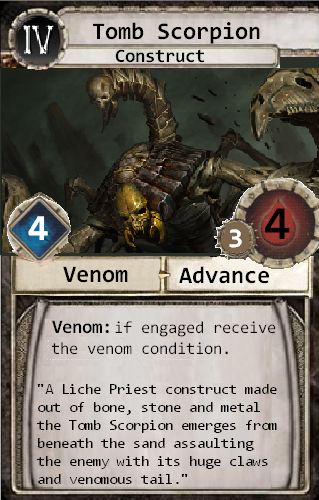 IV
Tomb Scorpion
Construct
4
3
4
Venom
Advance
Venom: if engaged receive
the venom condition.
"A Liche Priest construct made
out of bone, stone and metal
the Tomb Scorpion emerges from
beneath the sand assaulting
the enemy with its huge claws
and venomous tail."